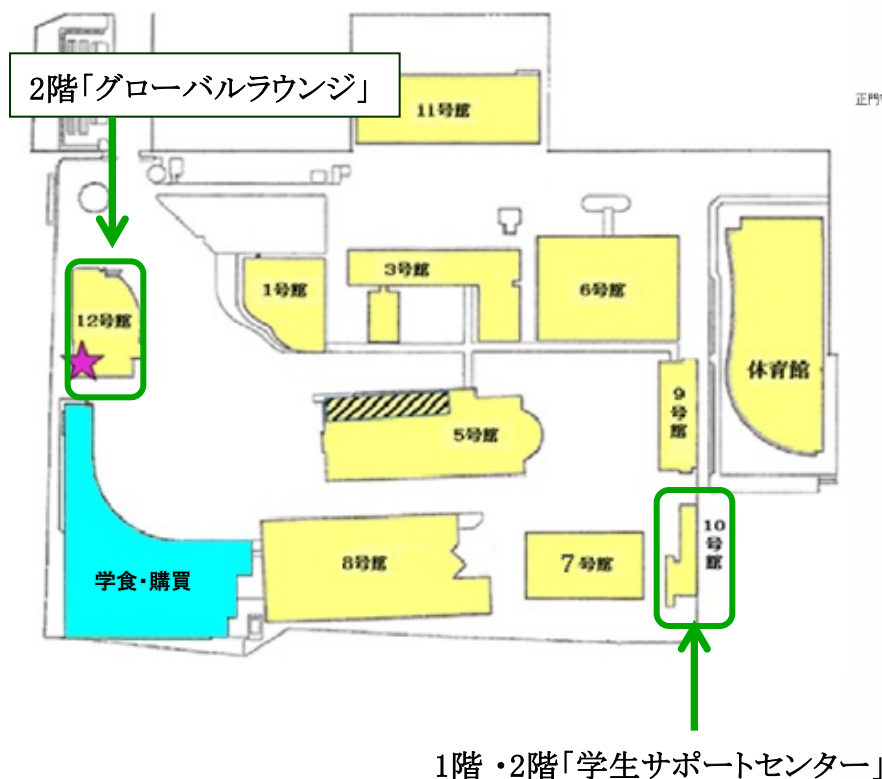 2階「グローバルラウンジ」
11号館
正門
3号館
1号館
6号館
12号館
体育館
9号館
5号館
10号館
8号館
7号館
学食・購買
1階・2階「学生サポートセンター」